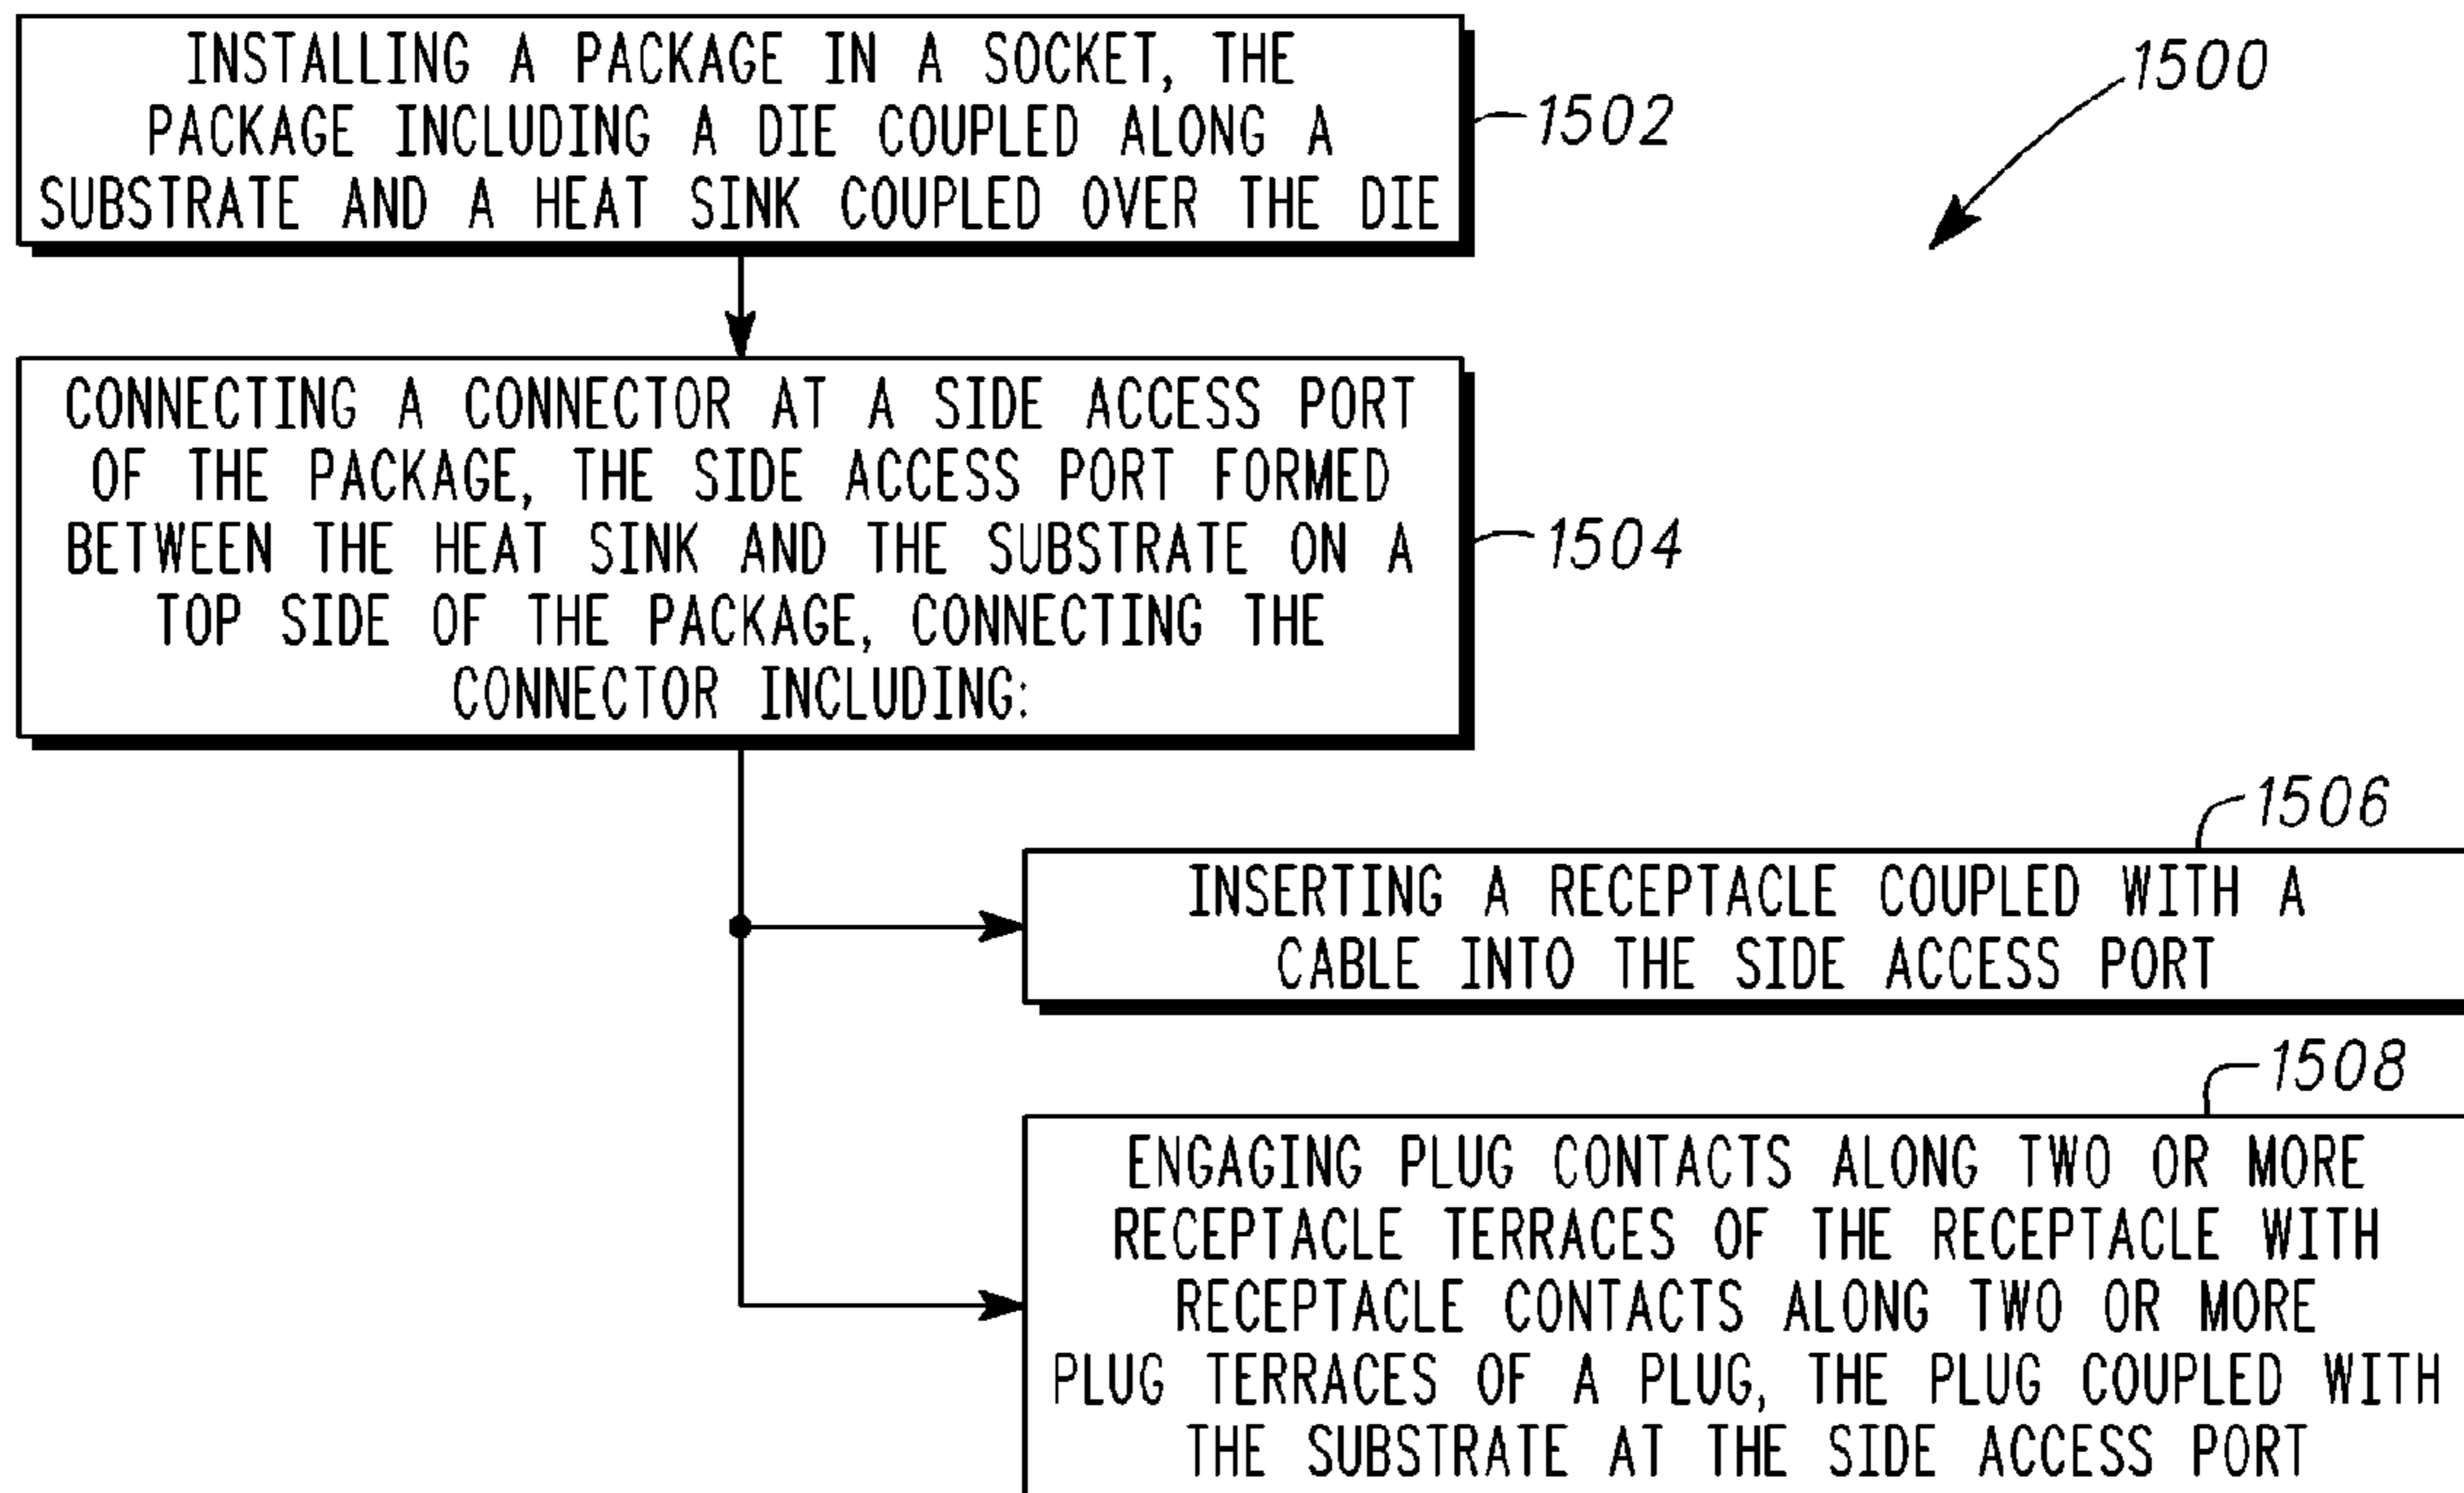 INSTALLING A PACKAGE IN A SOCKET, THE
PACKAGE INCLUDING A DIE COUPLED ALONG A
SUBSTRATE AND A HEAT SINK COUPLED OVER THE DIE
1500
1502
CONNECTING A CONNECTOR AT A SIDE ACCESS PORT
OF THE PACKAGE, THE SIDE ACCESS PORT FORMED
BETWEEN THE HEAT SINK AND THE SUBSTRATE ON A
TOP SIDE OF THE PACKAGE, CONNECTING THE
CONNECTOR INCLUDING:
1504
1506
INSERTING A RECEPTACLE COUPLED WITH A
CABLE INTO THE SIDE ACCESS PORT
1508
ENGAGING PLUG CONTACTS ALONG TWO OR MORE
RECEPTACLE TERRACES OF THE RECEPTACLE WITH
RECEPTACLE CONTACTS ALONG TWO OR MORE
PLUG TERRACES OF A PLUG, THE PLUG COUPLED WITH
THE SUBSTRATE AT THE SIDE ACCESS PORT